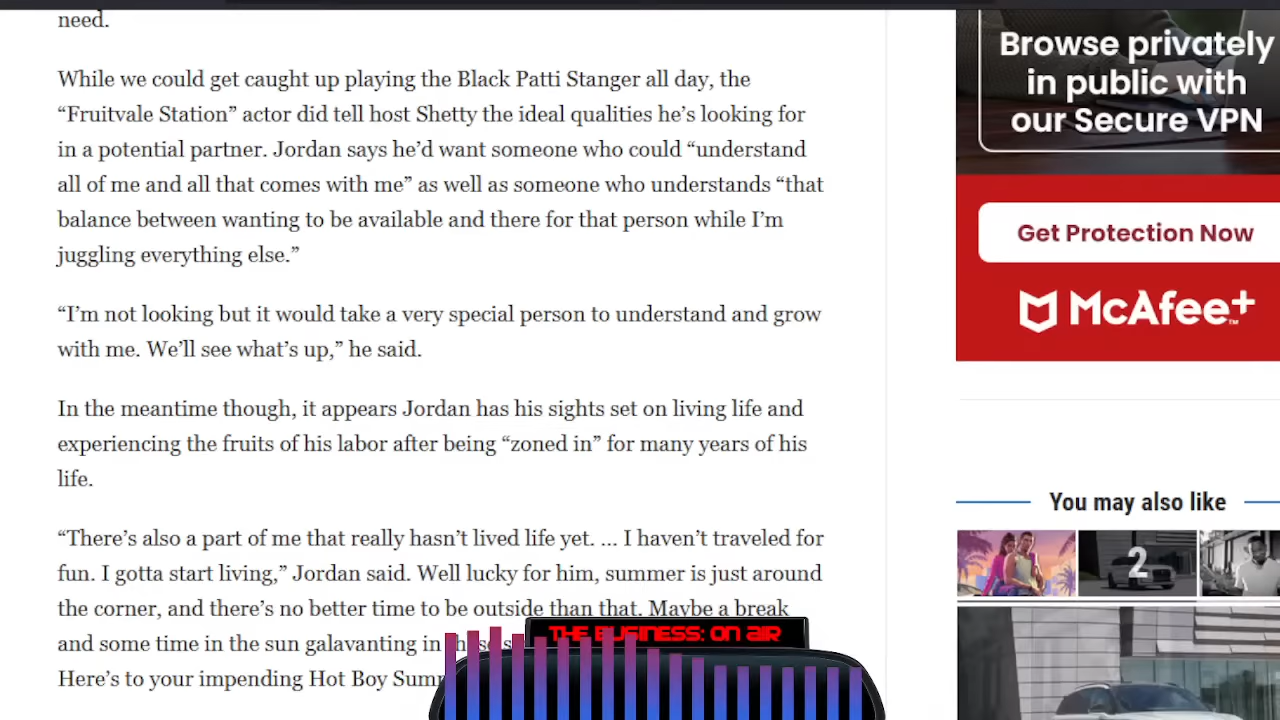 need.
While we could get caught up playing the Black Patti Stanger all day, the
“Fruitvale Station” actor did tell host Shetty the ideal qualities he’s looking for
in a potential partner. Jordan says he’d want someone who could “understand
all of me and all that comes with me” as well as someone who understands “that
balance between wanting to be available and there for that person while I’m
juggling everything else.”
“I’m not looking but it would take a very special person to understand and grow
with me. We’ll see what’s up,” he said.
In the meantime though, it appears Jordan has his sights set on living life and
experiencing the fruits of his labor after being “zoned in” for many years of his
life.
“There’s also a part of me that really hasn’t lived life yet. … I haven’t traveled for
fun. I gotta start living,” Jordan said. Well lucky for him, summer is just around
the corner, and there’s no better time to be outside than that. Maybe a break
and some time in the sun galavanting in
Here’s to your impending Hot Boy
THE BUSINESS: ON AIR
Browse privately
in public with
our Secure VPN
Get Protection Now
McAfee+™
You may also like
2